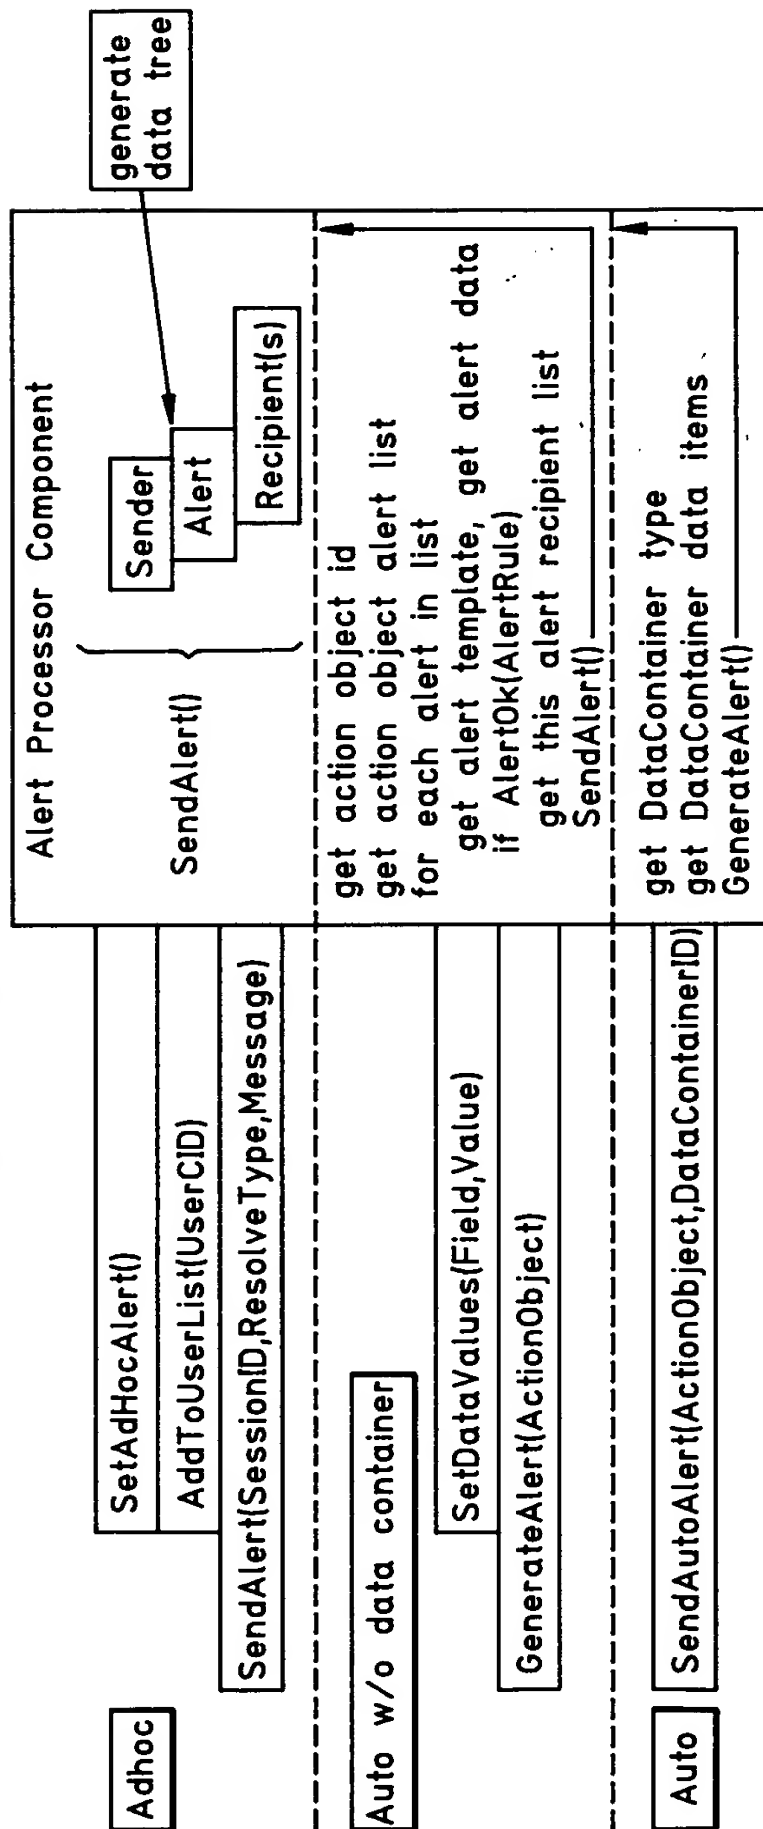 Alert Processor Component
generate
data tree
Adhoc
SetAdHocAlert()
AddToUserList(UserCID)
SendAlert(SessionID,ResolveType,Message)
SendAlert()
Sender
Alert
Recipient(s)
Auto w/o data container
SetDataValues(Field,Value)
GenerateAlert(ActionObject)
get action object id
get action object alert list
for each alert in list
get alert template, get alert data
if AlertOk(AlertRule)
get this alert recipient list
SendAlert()
Auto
SendAutoAlert(ActionObject,DataContainerID)
get DataContainer type
get DataContainer data items
GenerateAlert()